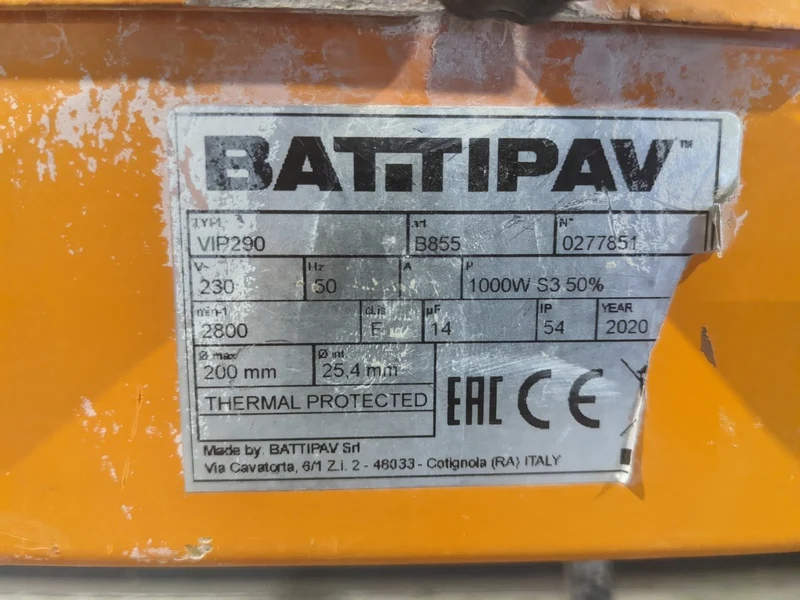 BATTIPAV™
TYPE art N°
VIP290 B855 0277851
V~ Hz A P
230 50 1000W S3 50%
min-1 cl.is µF IP YEAR
2800 F 14 54 2020
Ø max Ø int
200 mm 25,4 mm
THERMAL PROTECTED
EAC CE
Made by: BATTIPAV Srl
Via Cavatorta, 6/1 Z.I. 2 - 48033 - Cotignola (RA) ITALY